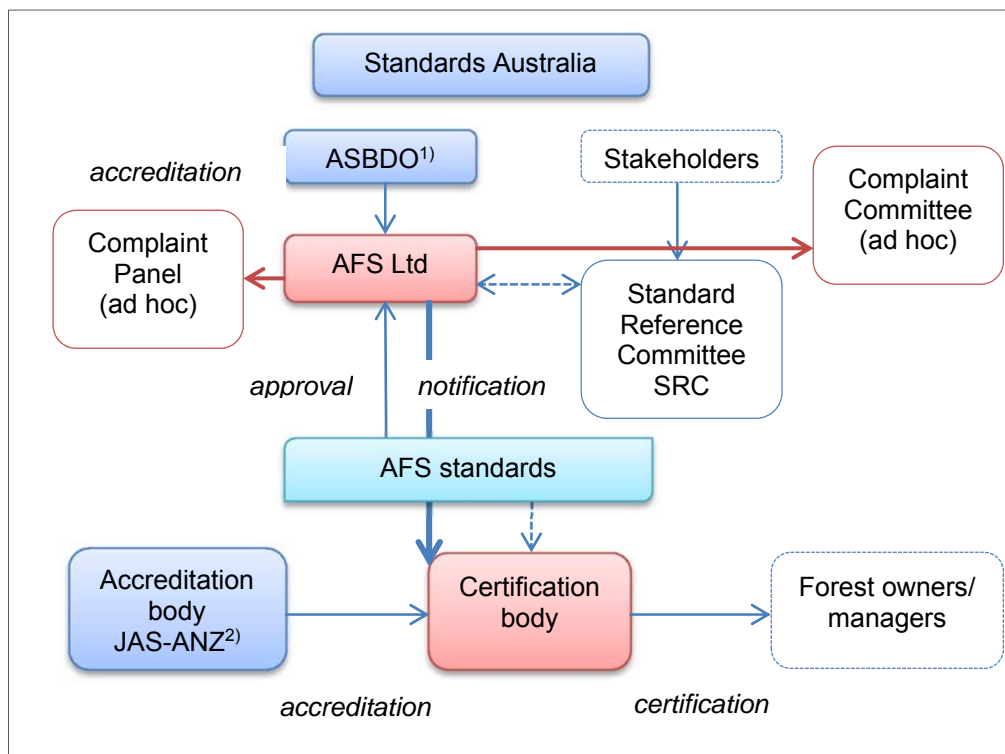 Standards Australia
ASBDO1)
Stakeholders
accreditation
Complaint
Committee
(ad hoc)
Complaint
Panel
(ad hoc)
AFS Ltd
Standard
Reference
Committee
SRC
approval
notification
AFS standards
Accreditation
body
JAS-ANZ2)
Certification
body
Forest owners/
managers
accreditation
certification